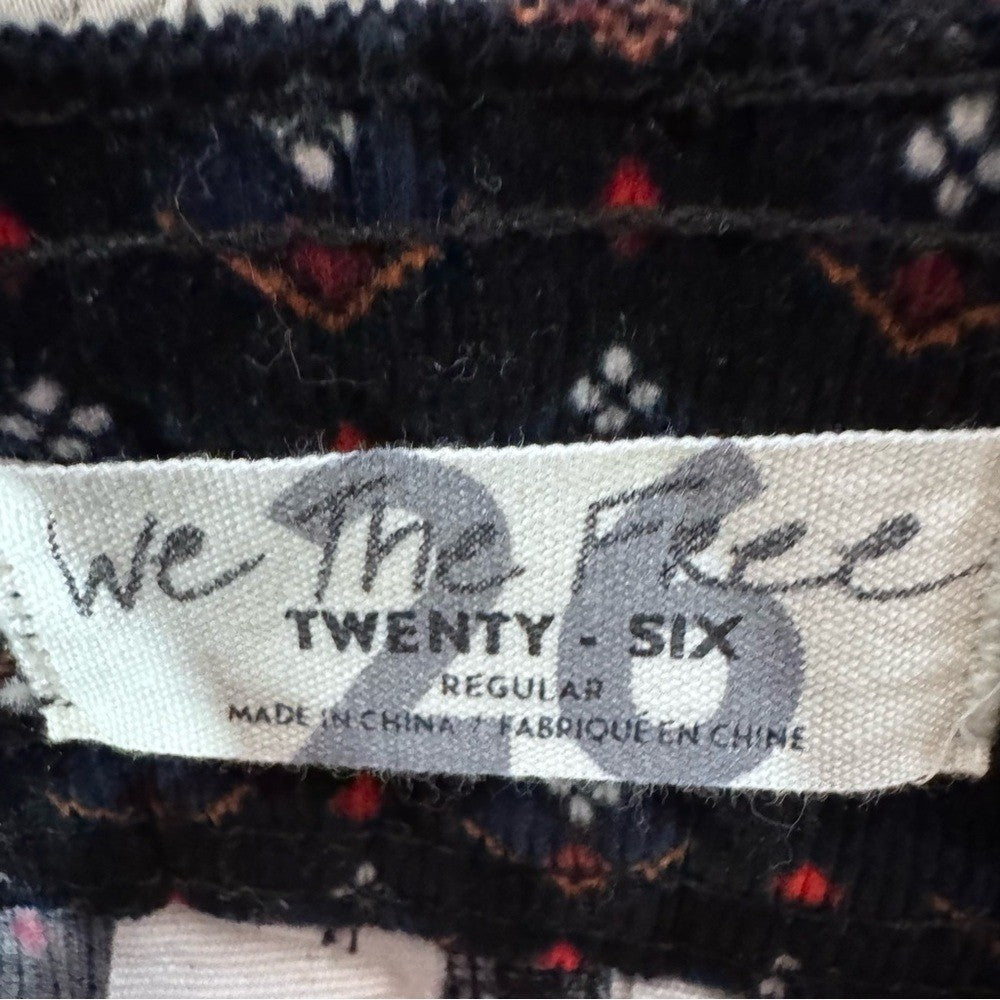 We The Free
26
TWENTY - SIX
REGULAR
MADE IN CHINA / FABRIQUÉ EN CHINE